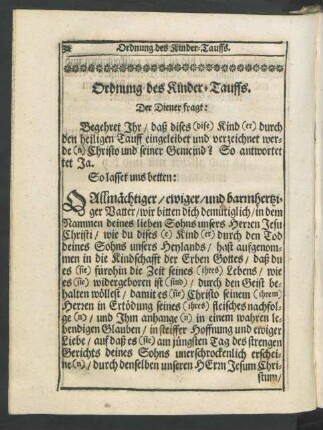 Ordnung des Kinder-Tauffs.
Ordnung des Kinder-Tauffs.
Der Diener fragt:
Begehret Ihr / daß dises (dise) Kind (er) durch
den heiligen Tauff eingeleibet und verzeichnet wer-
de (n) Christo und seiner Gemeind? So antwortet
tet Ja.
So lasset uns betten:
O Allmächtiger / ewiger / und barmhertzi-
ger Vatter / wir bitten dich demütiglich / in dem
Nammen deines lieben Sohns unsers Herren Jesu
Christi / wie du dises (e) Kind (er) durch den Tod
deines Sohns unsers Heylands / hast aufgenom-
men in die Kindschafft der Erben Gottes / daß du
es (sie) fürohin die Zeit seines (ihres) Lebens / wie
es (sie) widergeboren ist (sind) / durch den Geist be-
halten wöllest / damit es (sie) Christo seinem (ihrem)
Herren in Ertödung seines (ihres) fleisches nachfol-
ge (n) / und Ihm anhange (n) in einem wahren le-
bendigen Glauben / in steiffer Hoffnung und ewiger
Liebe / auf daß es (sie) am jüngsten Tag des strengen
Gerichts deines Sohns unerschrockenlich erschei-
ne (n) / durch denselben unseren HErrn Jesum Chri-
stum /